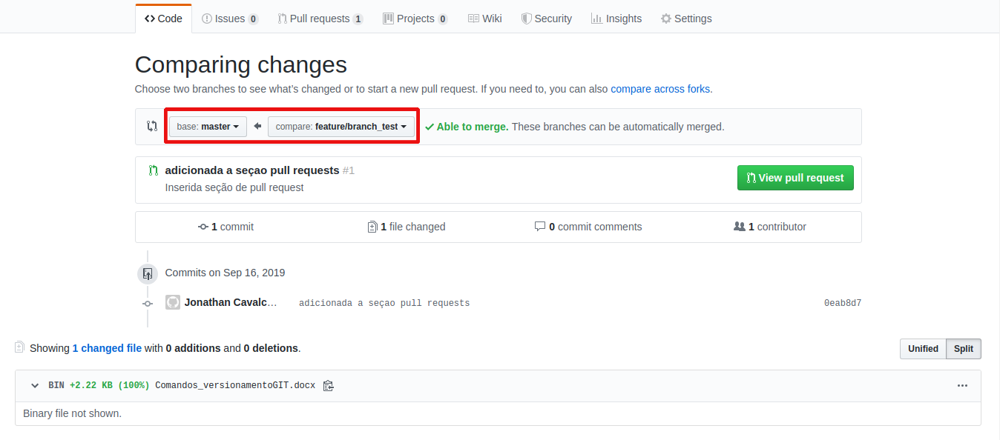 Code Issues 0 Pull requests 1 Projects 0 Wiki Security Insights Settings
Comparing changes
Choose two branches to see what's changed or to start a new pull request. If you need to, you can also compare across forks.
base: master compare: feature/branch_test Able to merge. These branches can be automatically merged.
adicionada a seçao pull requests #1
Inserida seção de pull request
View pull request
1 commit 1 file changed 0 commit comments 1 contributor
Commits on Sep 16, 2019
Jonathan Cavalc… adicionada a seçao pull requests 0eab8d7
Showing 1 changed file with 0 additions and 0 deletions. Unified Split
BIN +2.22 KB (100%) Comandos_versionamentoGIT.docx
Binary file not shown.